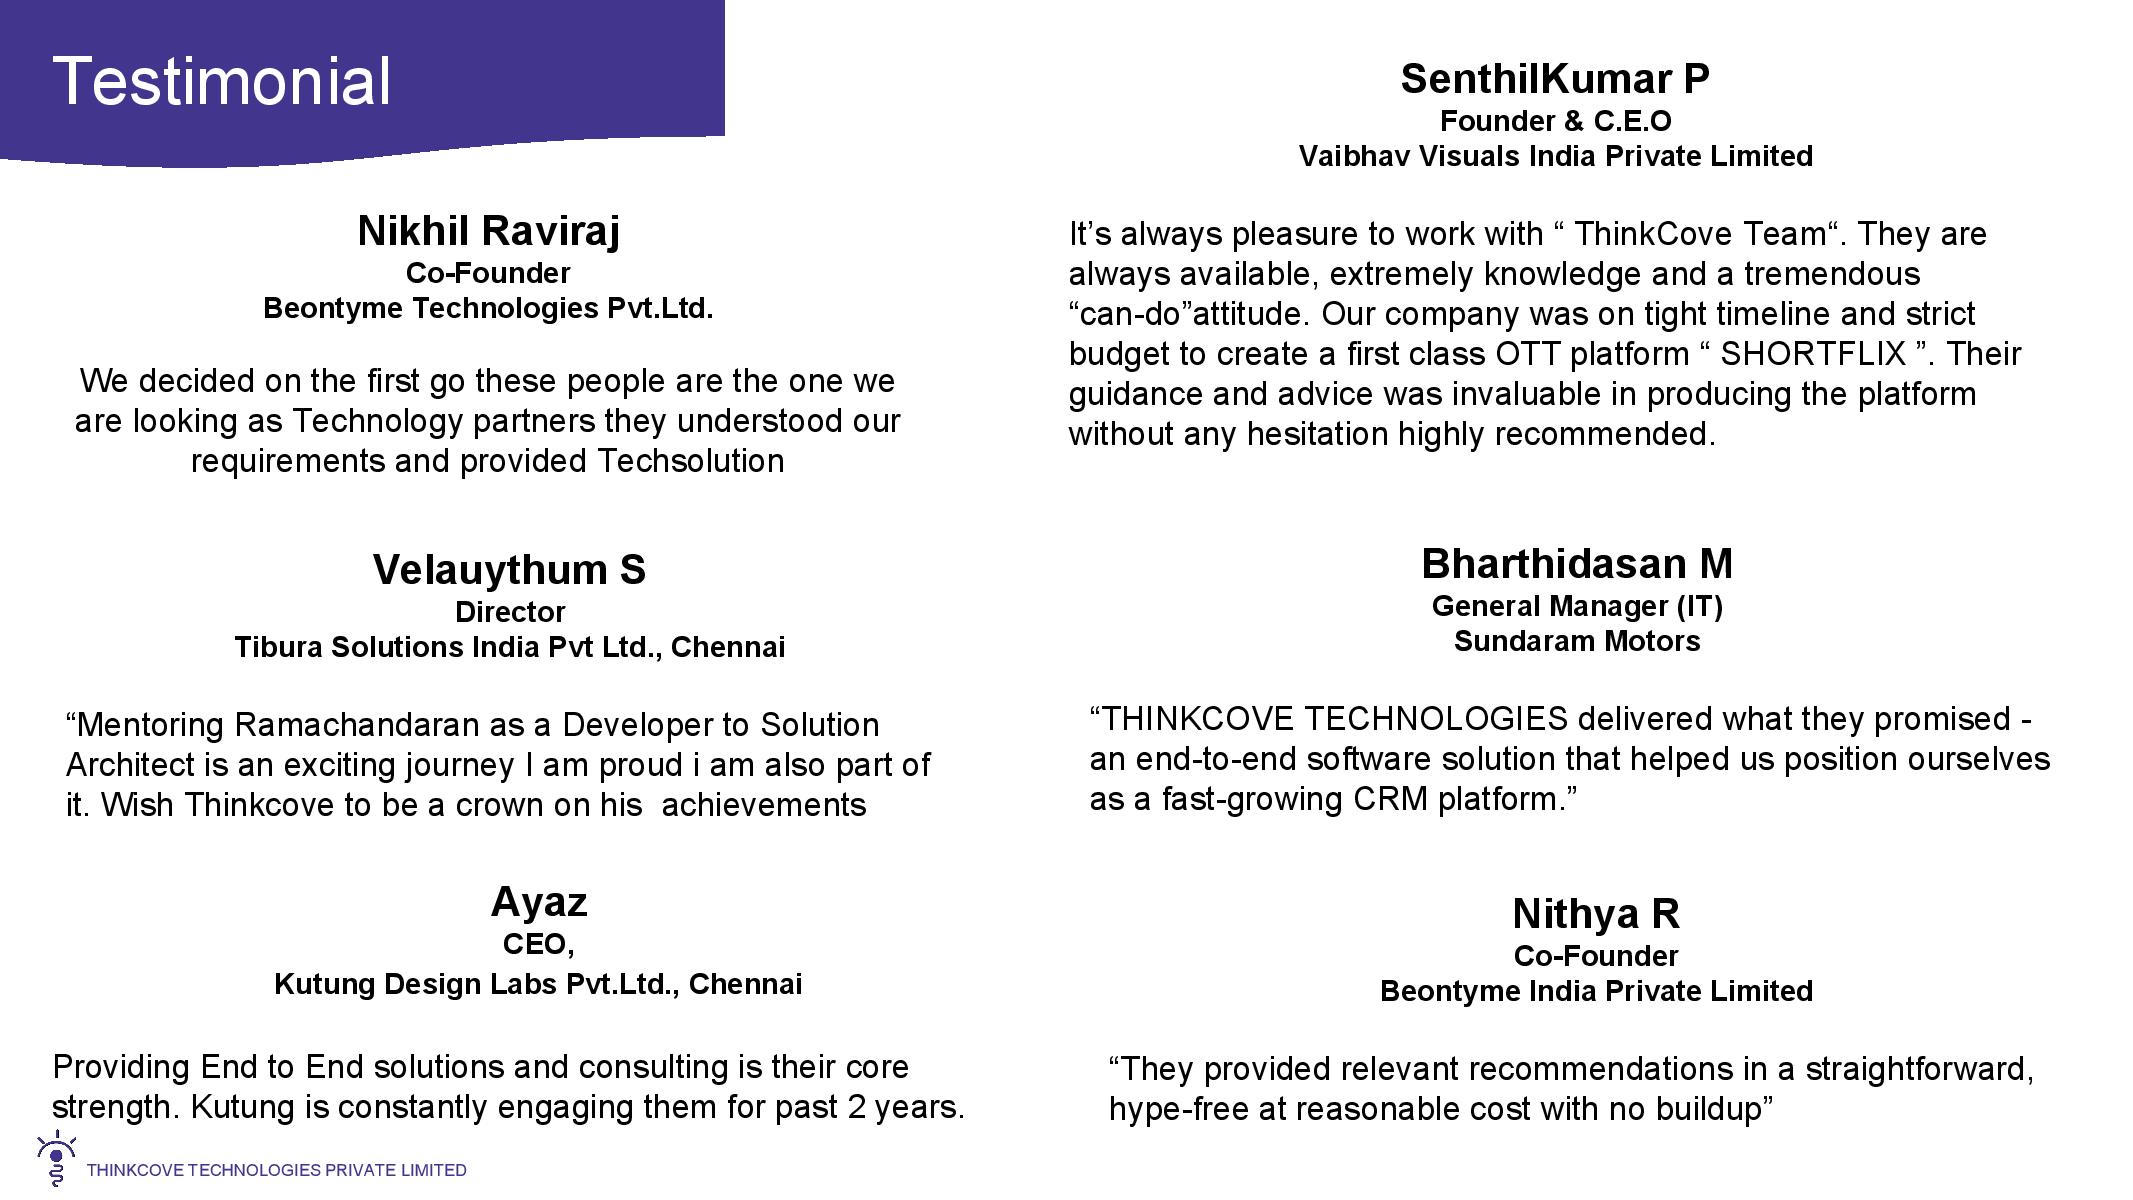 Testimonial
Nikhil Raviraj
Co-Founder
Beontyme Technologies Pvt.Ltd.
We decided on the first go these people are the one we
are looking as Technology partners they understood our
requirements and provided Techsolution
Velauythum S
Director
Tibura Solutions India Pvt Ltd., Chennai
“Mentoring Ramachandaran as a Developer to Solution
Architect is an exciting journey I am proud i am also part of
it. Wish Thinkcove to be a crown on his  achievements
Ayaz
CEO,
Kutung Design Labs Pvt.Ltd., Chennai
Providing End to End solutions and consulting is their core
strength. Kutung is constantly engaging them for past 2 years.
SenthilKumar P
Founder & C.E.O
Vaibhav Visuals India Private Limited
It’s always pleasure to work with “ ThinkCove Team“. They are
always available, extremely knowledge and a tremendous
“can-do”attitude. Our company was on tight timeline and strict
budget to create a first class OTT platform “ SHORTFLIX ”. Their
guidance and advice was invaluable in producing the platform
without any hesitation highly recommended.
Bharthidasan M
General Manager (IT)
Sundaram Motors
“THINKCOVE TECHNOLOGIES delivered what they promised -
an end-to-end software solution that helped us position ourselves
as a fast-growing CRM platform.”
Nithya R
Co-Founder
Beontyme India Private Limited
“They provided relevant recommendations in a straightforward,
hype-free at reasonable cost with no buildup”
THINKCOVE TECHNOLOGIES PRIVATE LIMITED